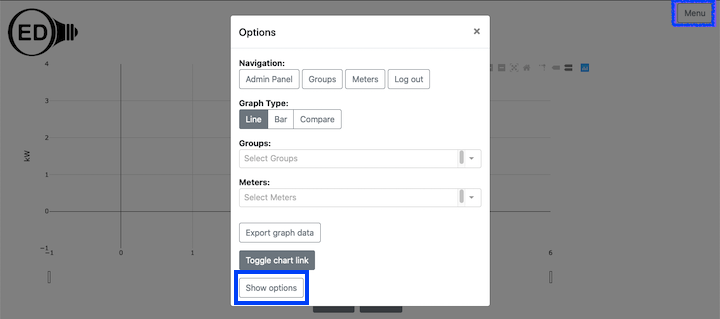 ED
Menu
Options ×
Navigation:
Admin Panel Groups Meters Log out
Graph Type:
Line Bar Compare
Groups:
Select Groups
Meters:
Select Meters
Export graph data
Toggle chart link
Show options
kW
4
3
2
1
0
−1
0 1 6